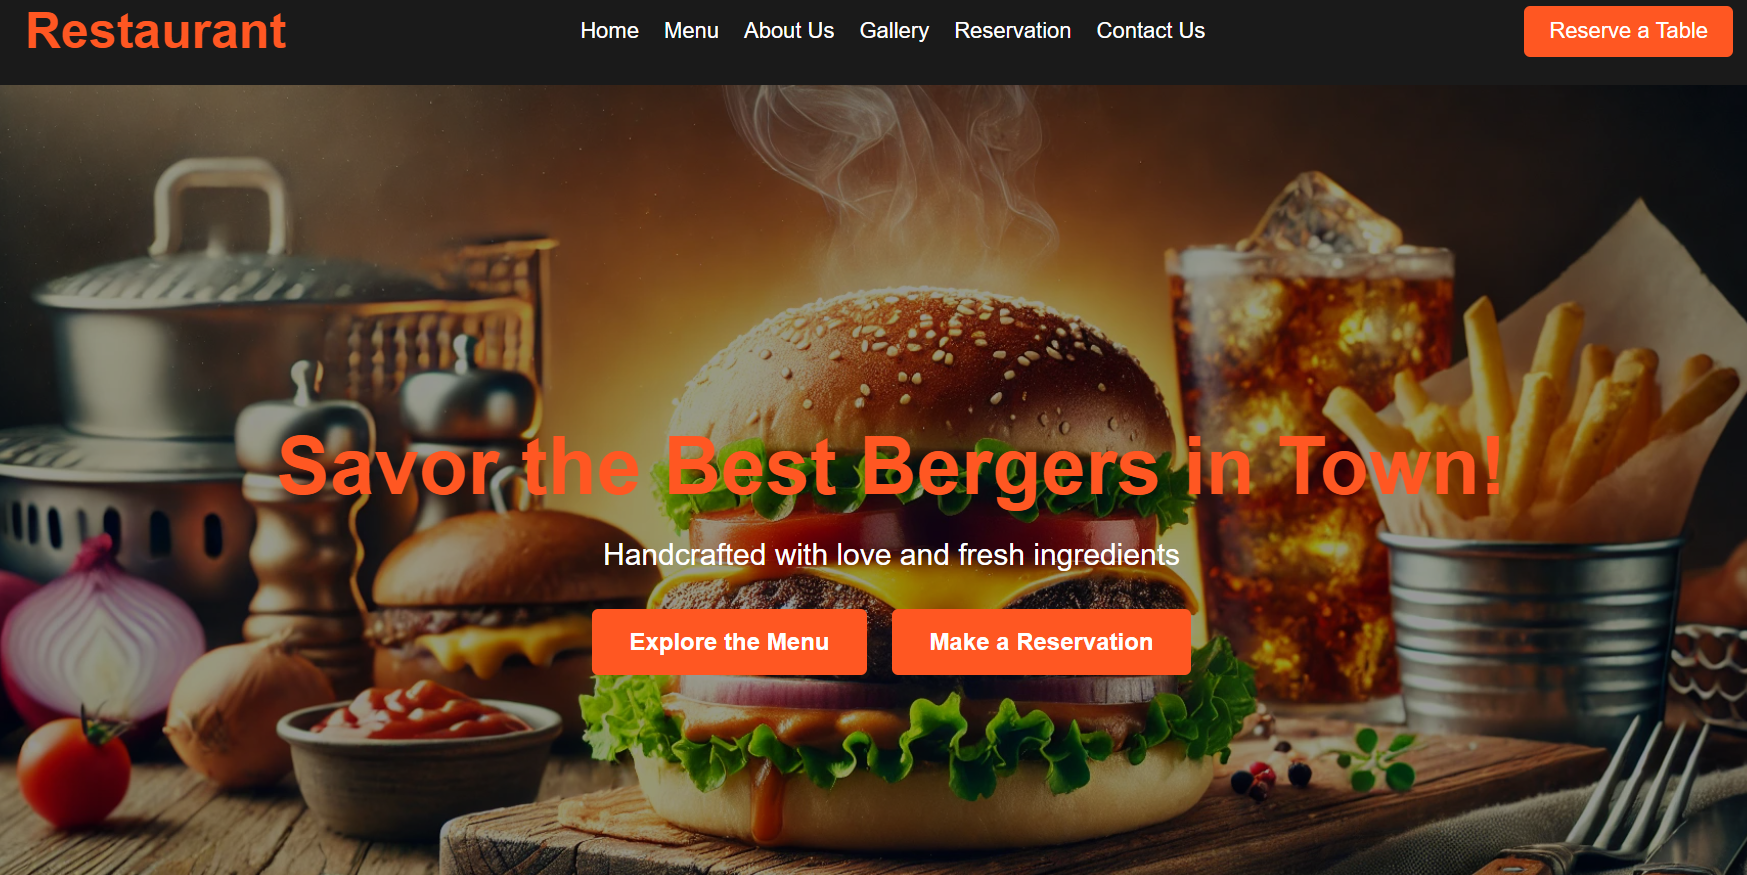 Restaurant
Home Menu About Us Gallery Reservation Contact Us
Reserve a Table
Savor the Best Bergers in Town!
Handcrafted with love and fresh ingredients
Explore the Menu
Make a Reservation